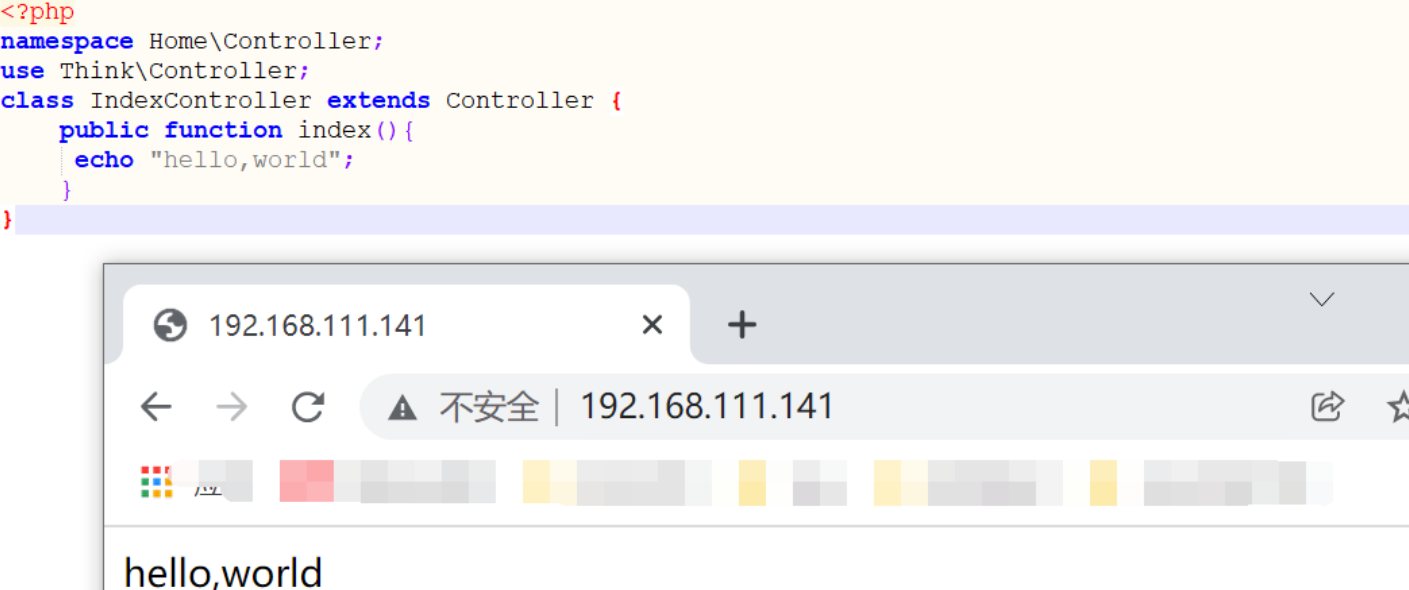 <?php
namespace Home\Controller;
use Think\Controller;
class IndexController extends Controller {
    public function index(){
     echo "hello,world";
    }
}
192.168.111.141
不安全 192.168.111.141
hello,world